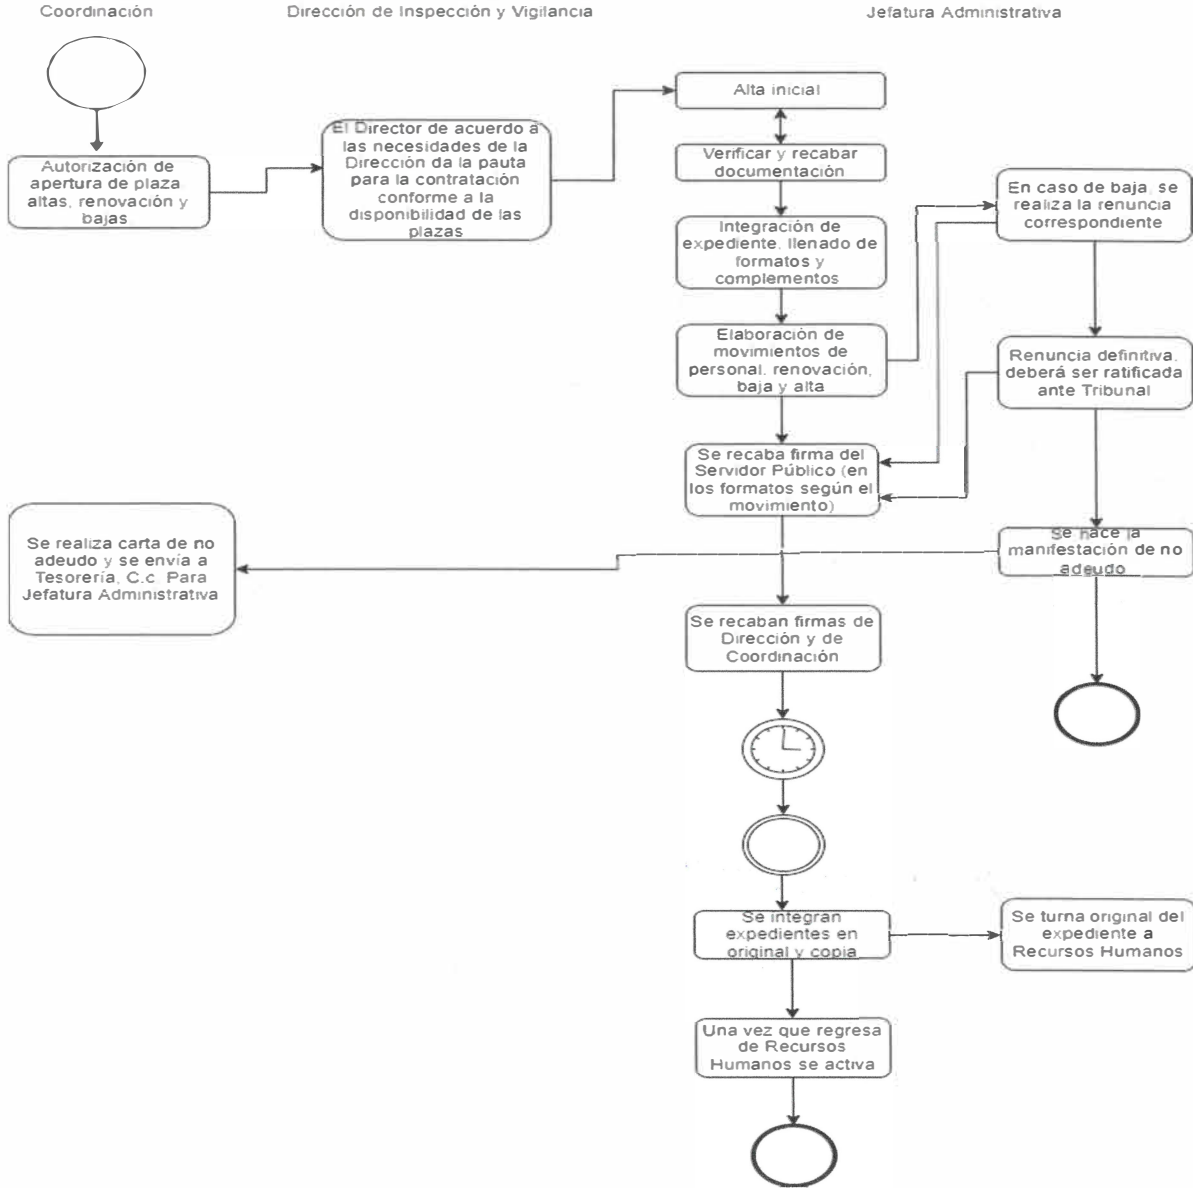 Coordinación
Dirección de Inspección y Vigilancia
Jefatura Administrativa
Autorización de
apertura de plaza
altas, renovación y
bajas.
El Director de acuerdo a
las necesidades de la
Dirección da la pauta
para la contratación
conforme a la
disponibilidad de las
plazas
Alta inicial
Verificar y recabar
documentación
Integración de
expediente, llenado de
formatos y
complementos
Elaboración de
movimientos de
personal, renovación,
baja y alta
En caso de baja, se
realiza la renuncia
correspondiente
Renuncia definitiva,
deberá ser ratificada
ante Tribunal
Se recaba firma del
Servidor Público (en
los formatos según el
movimiento)
Se hace la
manifestación de no
adeudo
Se realiza carta de no
adeudo y se envía a
Tesorería, C.c. Para
Jefatura Administrativa
Se recaban firmas de
Dirección y de
Coordinación
Se integran
expedientes en
original y copia
Se turna original del
expediente a
Recursos Humanos
Una vez que regresa
de Recursos
Humanos se activa